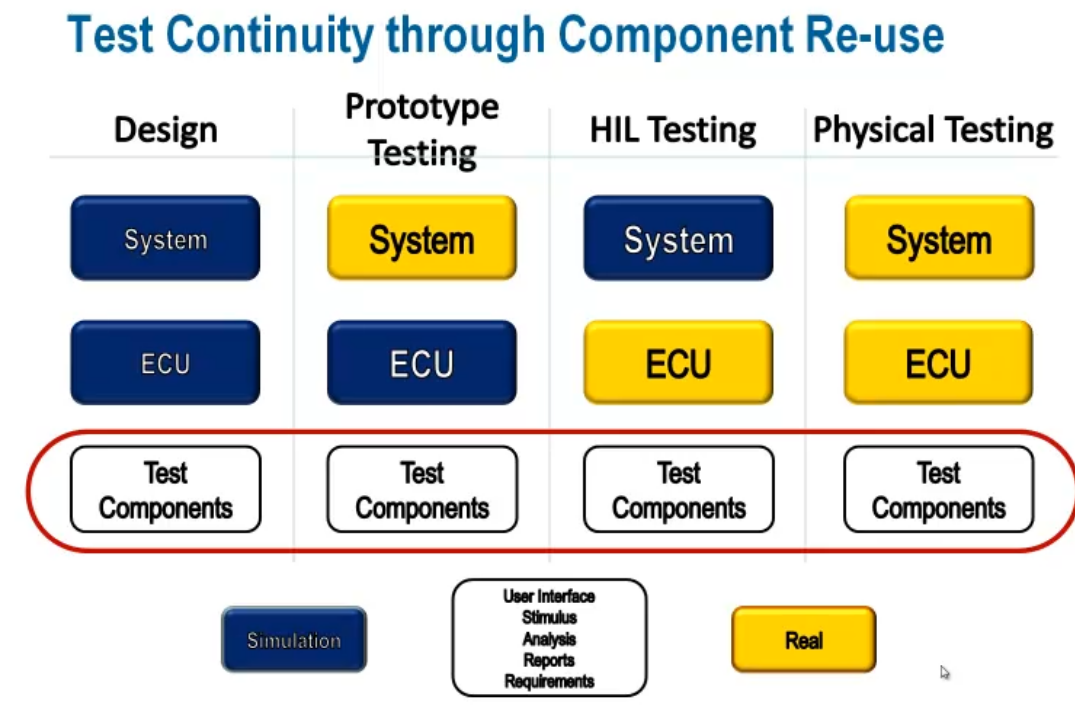 Test Continuity through Component Re-use
Design
Prototype
Testing
HIL Testing
Physical Testing
System
System
System
System
ECU
ECU
ECU
ECU
Test
Components
Test
Components
Test
Components
Test
Components
Simulation
User Interface
Stimulus
Analysis
Reports
Requirements
Real